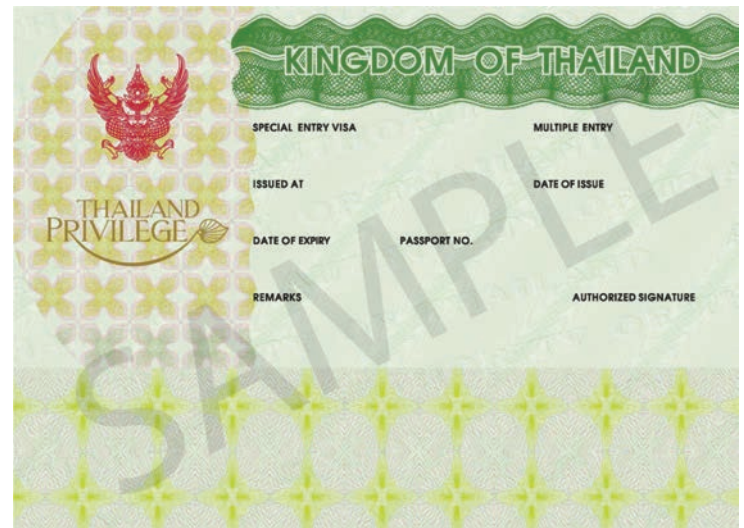 KINGDOM OF THAILAND
SPECIAL ENTRY VISA MULTIPLE ENTRY
ISSUED AT DATE OF ISSUE
THAILAND
PRIVILEGE
DATE OF EXPIRY PASSPORT NO.
REMARKS AUTHORIZED SIGNATURE
SAMPLE